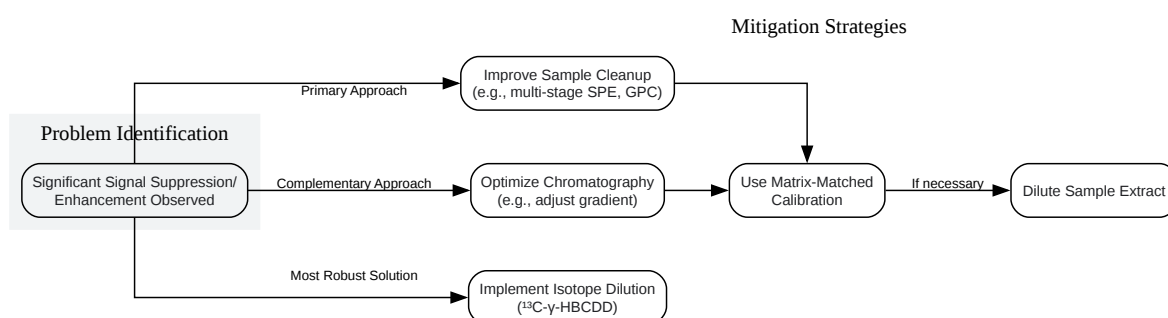 Mitigation Strategies
Improve Sample Cleanup
(e.g., multi-stage SPE, GPC)
Primary Approach
Problem Identification
Significant Signal Suppression/
Enhancement Observed
Complementary Approach
Optimize Chromatography
(e.g., adjust gradient)
Use Matrix-Matched
Calibration
If necessary
Dilute Sample Extract
Most Robust Solution
Implement Isotope Dilution
(¹³C-γ-HBCDD)